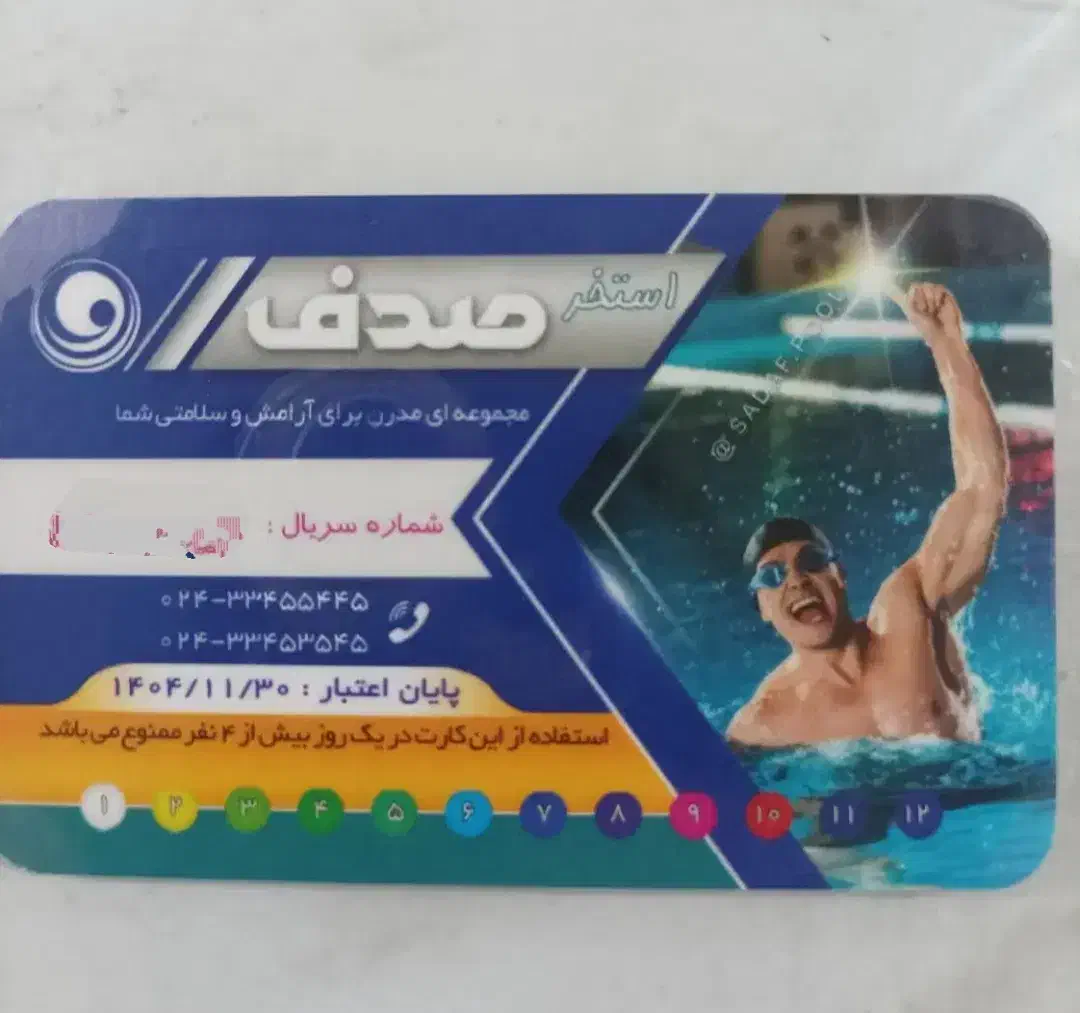 استخر صدف
@SADAF.POOL
مجموعه ای مدرن برای آرامش و سلامتی شما
شماره سریال :
۰۲۴-۳۳۴۵۵۴۴۵
۰۲۴-۳۳۴۵۳۵۴۵
پایان اعتبار : ۱۴۰۴/۱۱/۳۰
استفاده از این کارت در یک روز بیش از ۴ نفر ممنوع می باشد
۱ ۲ ۳ ۴ ۵ ۶ ۷ ۸ ۹ ۱۰ ۱۱ ۱۲